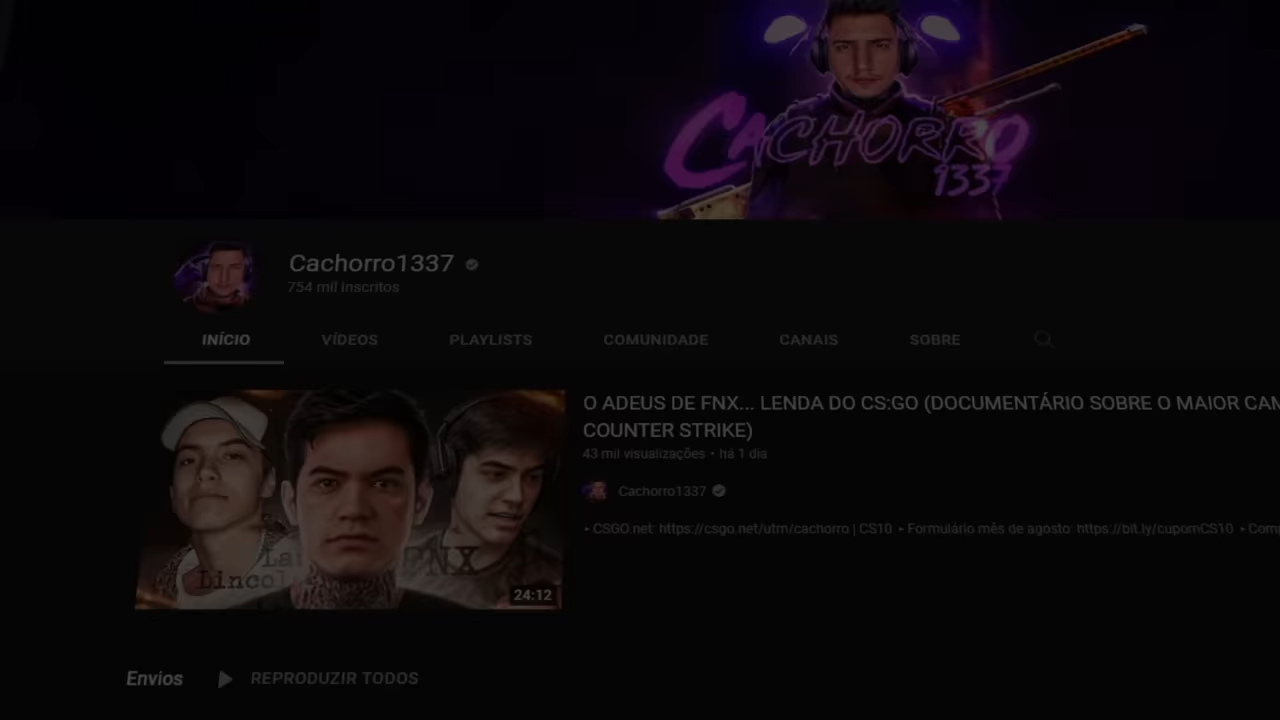 CACHORRO
1337
Cachorro1337
754 mil inscritos
INÍCIO VÍDEOS PLAYLISTS COMUNIDADE CANAIS SOBRE
O ADEUS DE FNX... LENDA DO CS:GO (DOCUMENTÁRIO SOBRE O MAIOR CAM
COUNTER STRIKE)
43 mil visualizações • há 1 dia
Cachorro1337
‣ CSGO.net: https://csgo.net/utm/cachorro | CS10 ‣ Formulário mês de agosto: https://bit.ly/cupomCS10 ‣ Com
FNX
Lincol
24:12
Envios REPRODUZIR TODOS